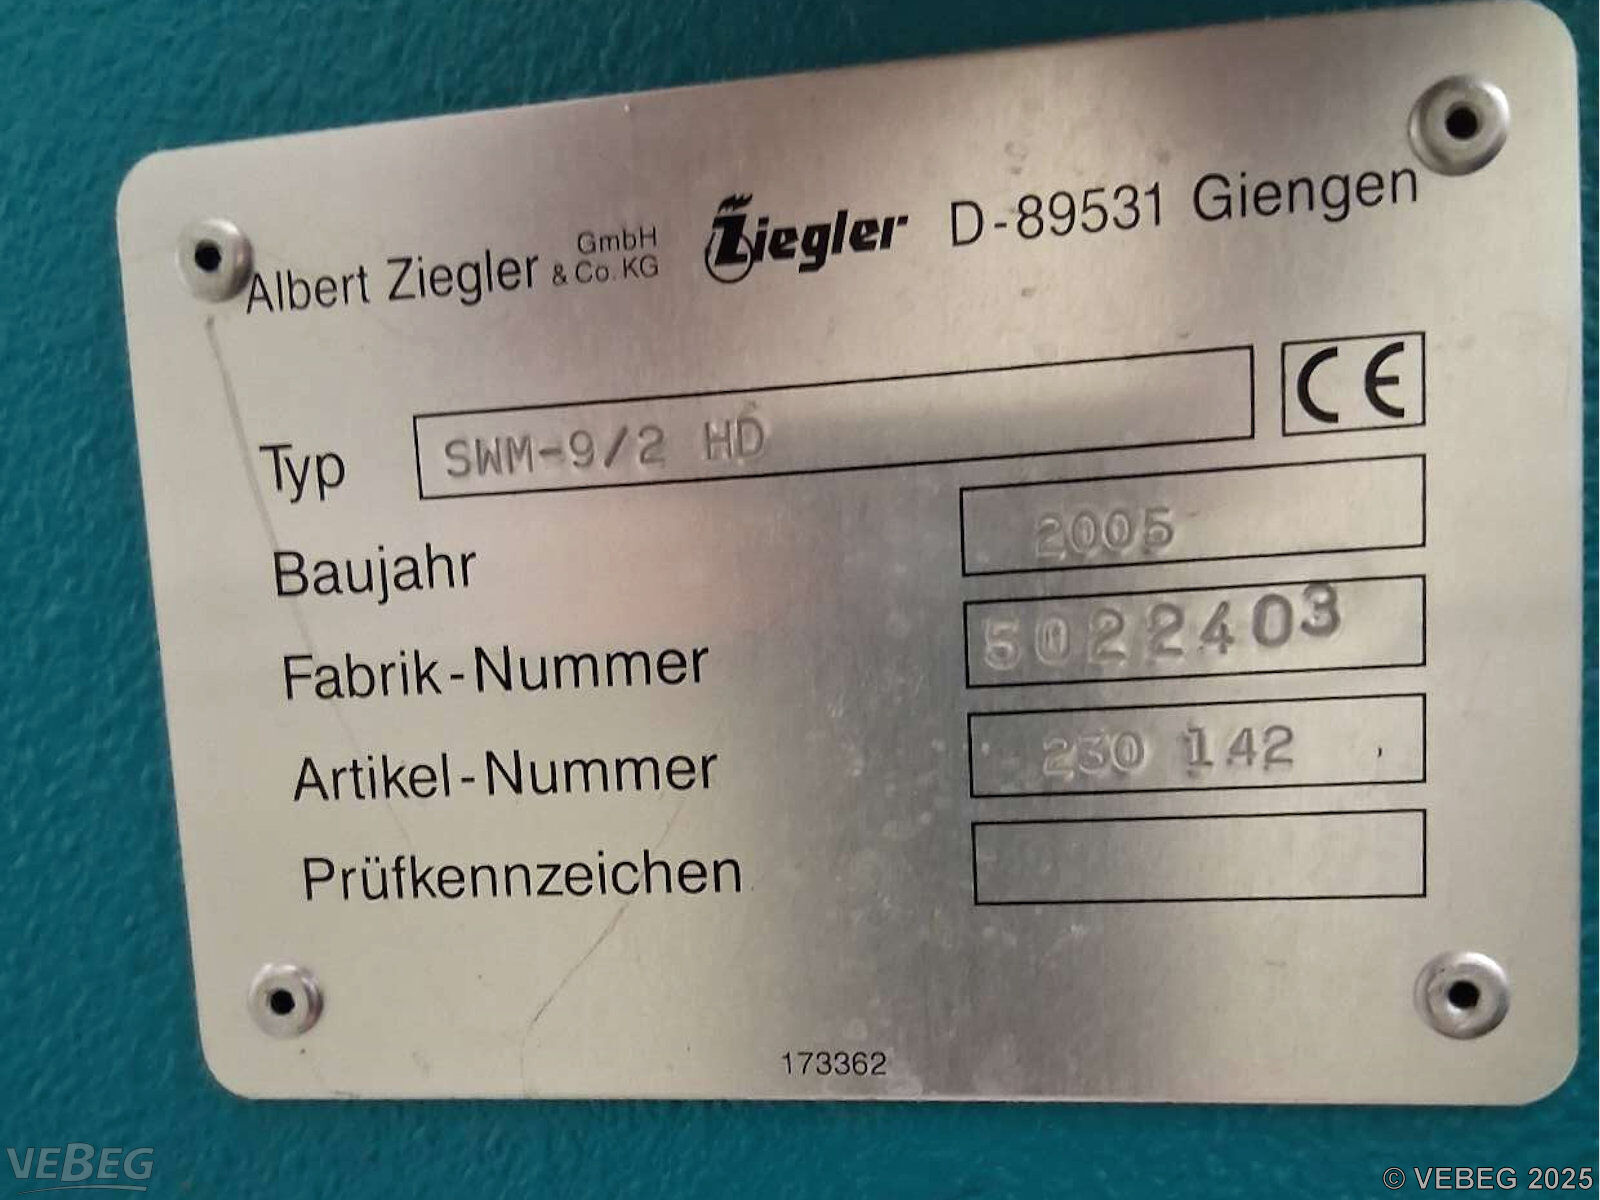 Albert Ziegler GmbH & Co. KG Ziegler D-89531 Giengen
Typ SWM-9/2 HD CE
Baujahr 2005
Fabrik-Nummer 5022403
Artikel-Nummer 230 142
Prüfkennzeichen
173362
VEBEG
© VEBEG 2025